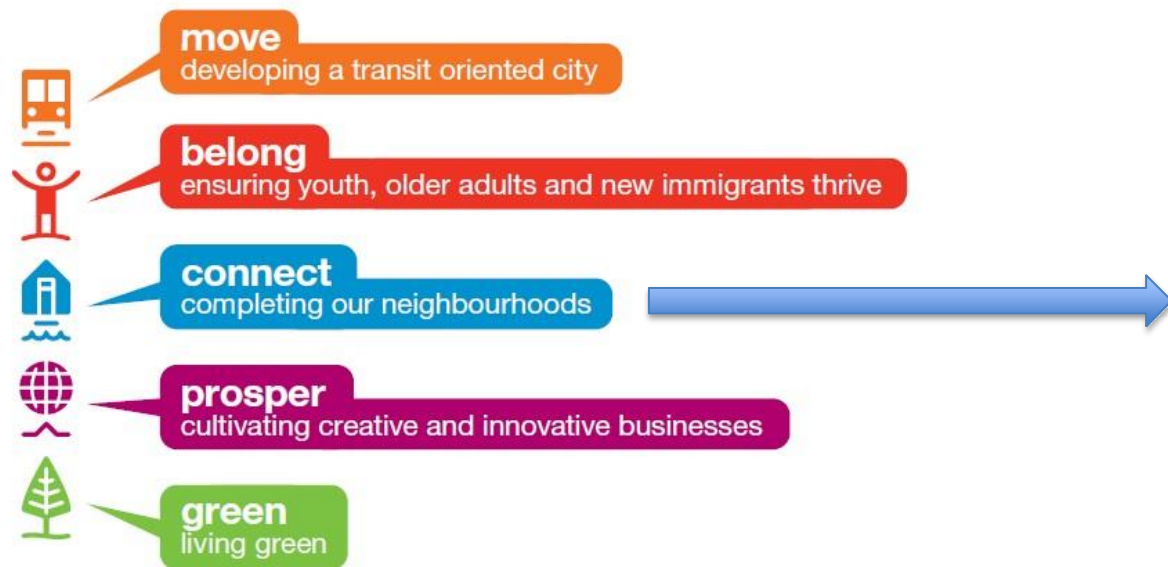 move
developing a transit oriented city
belong
ensuring youth, older adults and new immigrants thrive
connect
completing our neighbourhoods
prosper
cultivating creative and innovative businesses
green
living green